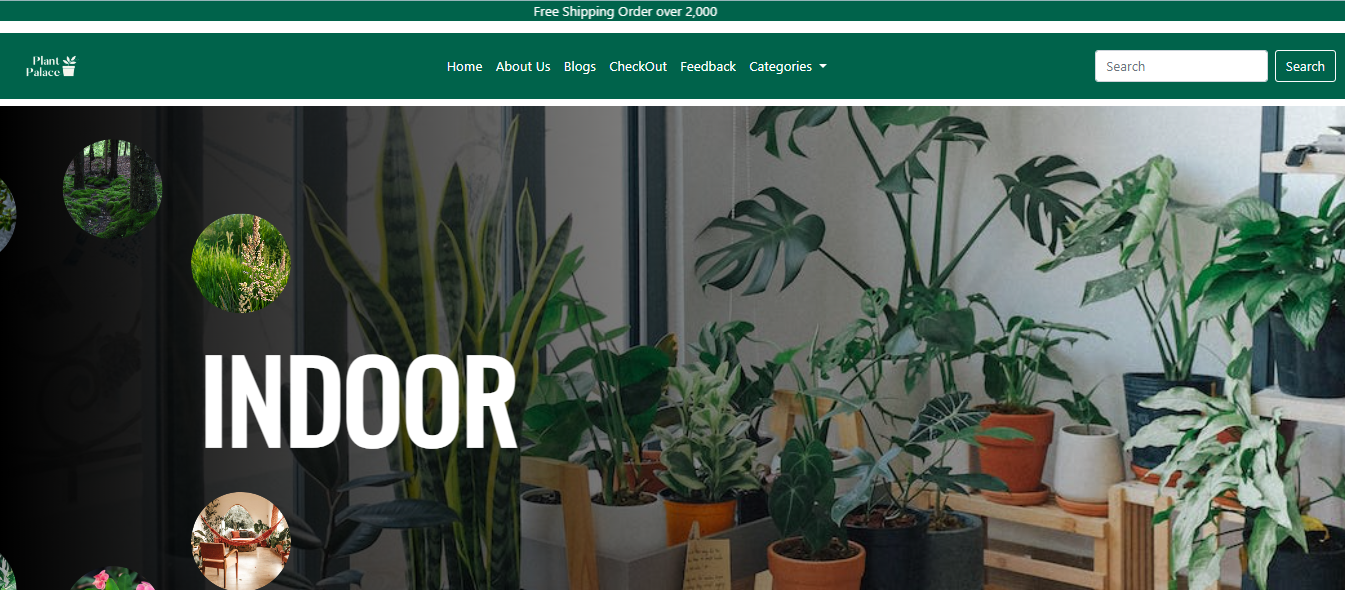 Free Shipping Order over 2,000
Plant
Palace
Home About Us Blogs CheckOut Feedback Categories
Search
Search
INDOOR